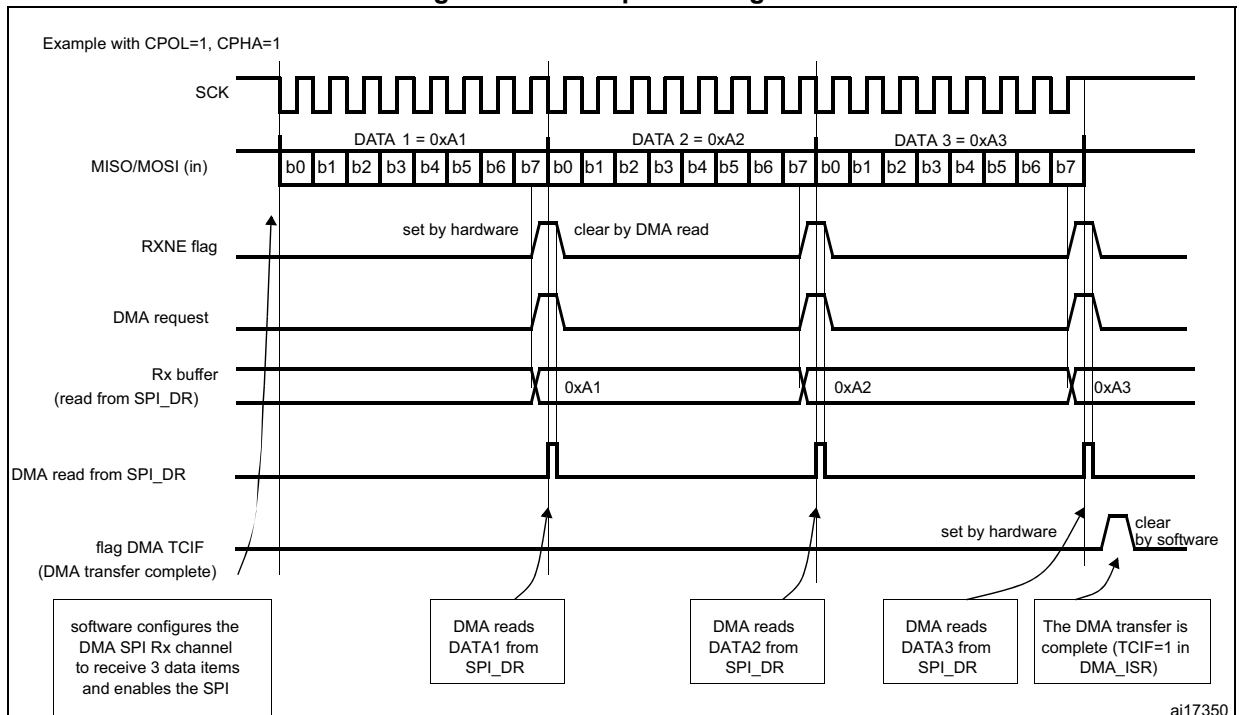 Example with CPOL=1, CPHA=1
SCK
DATA 1 = 0xA1
DATA 2 = 0xA2
DATA 3 = 0xA3
MISO/MOSI (in)
b0 b1 b2 b3 b4 b5 b6 b7 b0 b1 b2 b3 b4 b5 b6 b7 b0 b1 b2 b3 b4 b5 b6 b7
set by hardware
clear by DMA read
RXNE flag
DMA request
Rx buffer
(read from SPI_DR)
0xA1
0xA2
0xA3
DMA read from SPI_DR
set by hardware
clear
by software
flag DMA TCIF
(DMA transfer complete)
software configures the
DMA SPI Rx channel
to receive 3 data items
and enables the SPI
DMA reads
DATA1 from
SPI_DR
DMA reads
DATA2 from
SPI_DR
DMA reads
DATA3 from
SPI_DR
The DMA transfer is
complete (TCIF=1 in
DMA_ISR)
ai17350